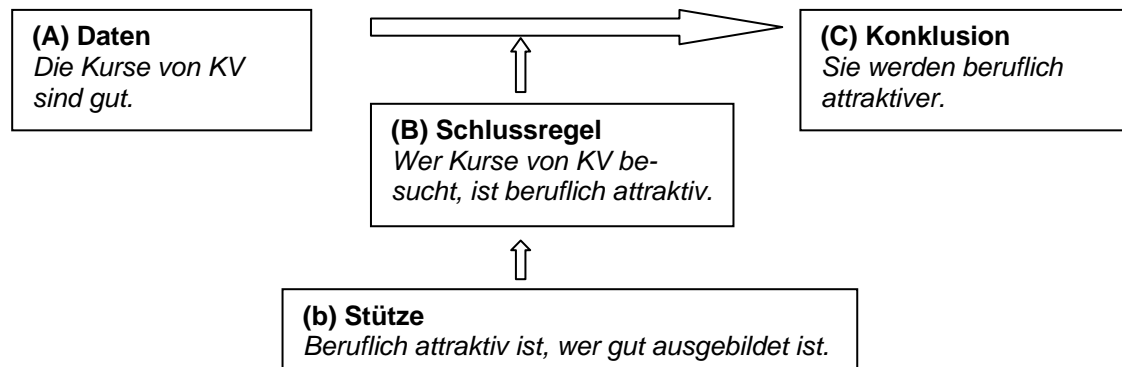 (A) Daten
Die Kurse von KV
sind gut.
(C) Konklusion
Sie werden beruflich
attraktiver.
(B) Schlussregel
Wer Kurse von KV be-
sucht, ist beruflich attraktiv.
(b) Stütze
Beruflich attraktiv ist, wer gut ausgebildet ist.